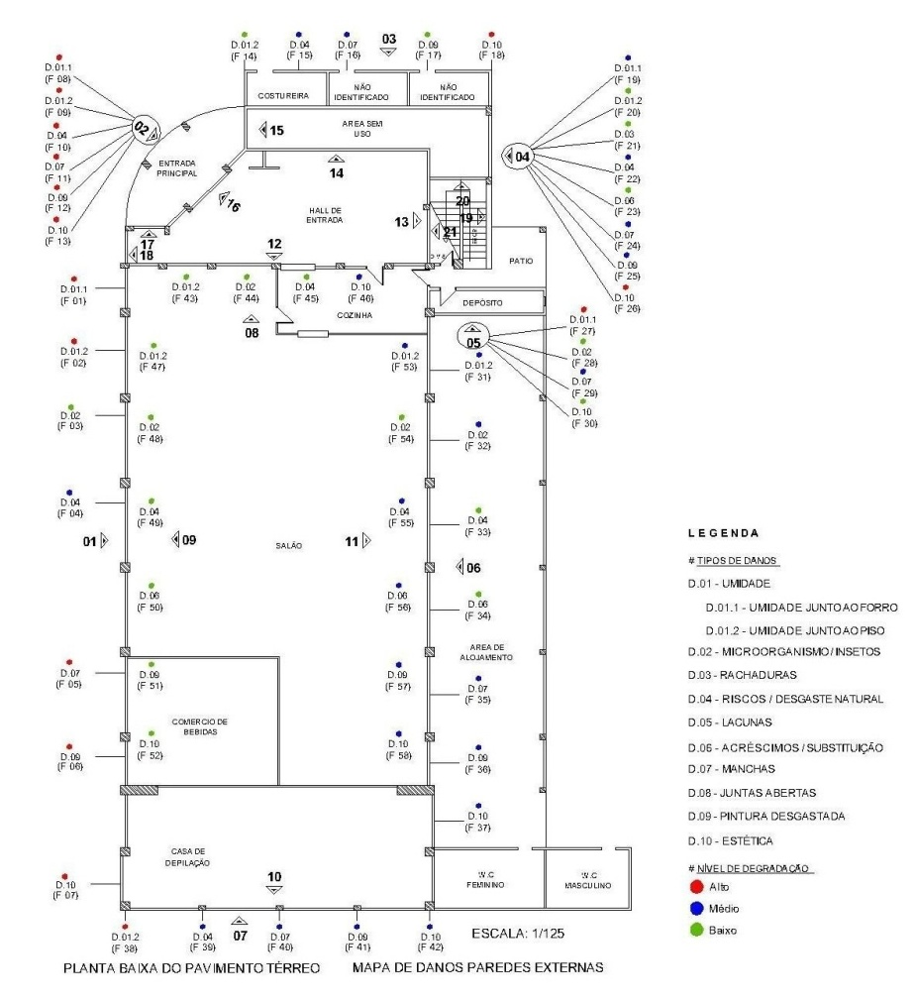 03
D.01.2
(F 14)
D.04
(F 15)
D.07
(F 16)
D.09
(F 17)
D.10
(F 18)
D.01.1
(F 08)
D.01.2
(F 09)
D.04
(F 10)
D.07
(F 11)
D.09
(F 12)
D.10
(F 13)
02
D.01.1
(F 19)
D.01.2
(F 20)
D.03
(F 21)
D.04
(F 22)
D.06
(F 23)
D.07
(F 24)
D.09
(F 25)
D.10
(F 26)
04
COSTUREIRA
NÃO
IDENTIFICADO
NÃO
IDENTIFICADO
15
AREA SEM
USO
ENTRADA
PRINCIPAL
14
16
HALL DE
ENTRADA
13
20
19
21
17
18
12
PATIO
DEPÓSITO
D.01.1
(F 01)
D.01.2
(F 02)
D.02
(F 03)
D.04
(F 04)
01
D.07
(F 05)
D.09
(F 06)
D.10
(F 07)
D.01.2
(F 43)
D.02
(F 44)
D.04
(F 45)
D.10
(F 46)
COZINHA
08
05
D.01.1
(F 27)
D.02
(F 28)
D.07
(F 29)
D.10
(F 30)
D.01.2
(F 47)
D.02
(F 48)
D.04
(F 49)
09
D.06
(F 50)
D.09
(F 51)
D.10
(F 52)
SALÃO
11
D.01.2
(F 53)
D.02
(F 54)
D.04
(F 55)
D.06
(F 56)
D.09
(F 57)
D.10
(F 58)
D.01.2
(F 31)
D.02
(F 32)
D.04
(F 33)
06
D.06
(F 34)
AREA DE
ALOJAMENTO
D.07
(F 35)
D.09
(F 36)
D.10
(F 37)
COMERCIO DE
BEBIDAS
CASA DE
DEPILAÇÃO
10
W.C
FEMININO
W.C
MASCULINO
07
D.01.2
(F 38)
D.04
(F 39)
D.07
(F 40)
D.09
(F 41)
D.10
(F 42)
ESCALA: 1/125
PLANTA BAIXA DO PAVIMENTO TÉRREO
MAPA DE DANOS PAREDES EXTERNAS
LEGENDA
# TIPOS DE DANOS
D.01 - UMIDADE
D.01.1 - UMIDADE JUNTO AO FORRO
D.01.2 - UMIDADE JUNTO AO PISO
D.02 - MICROORGANISMO / INSETOS
D.03 - RACHADURAS
D.04 - RISCOS / DESGASTE NATURAL
D.05 - LACUNAS
D.06 - ACRÉSCIMOS / SUBSTITUIÇÃO
D.07 - MANCHAS
D.08 - JUNTAS ABERTAS
D.09 - PINTURA DESGASTADA
D.10 - ESTÉTICA
# NÍVEL DE DEGRADAÇÃO
Alto
Médio
Baixo